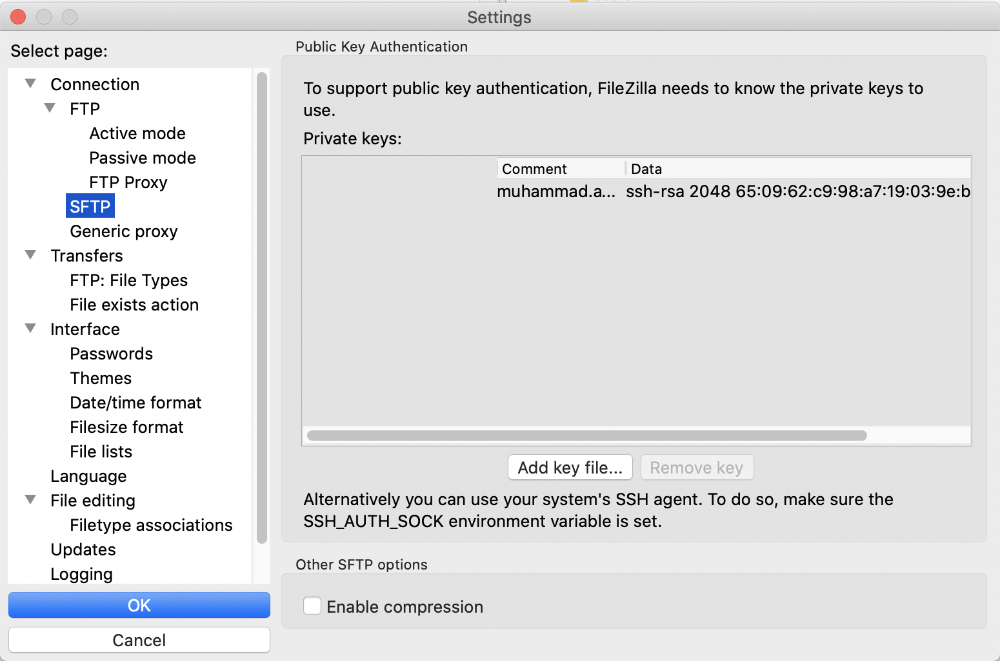 Settings
Select page:
Connection
FTP
Active mode
Passive mode
FTP Proxy
SFTP
Generic proxy
Transfers
FTP: File Types
File exists action
Interface
Passwords
Themes
Date/time format
Filesize format
File lists
Language
File editing
Filetype associations
Updates
Logging
OK
Cancel
Public Key Authentication
To support public key authentication, FileZilla needs to know the private keys to
use.
Private keys:
Comment Data
muhammad.a... ssh-rsa 2048 65:09:62:c9:98:a7:19:03:9e:b
Add key file... Remove key
Alternatively you can use your system's SSH agent. To do so, make sure the
SSH_AUTH_SOCK environment variable is set.
Other SFTP options
Enable compression